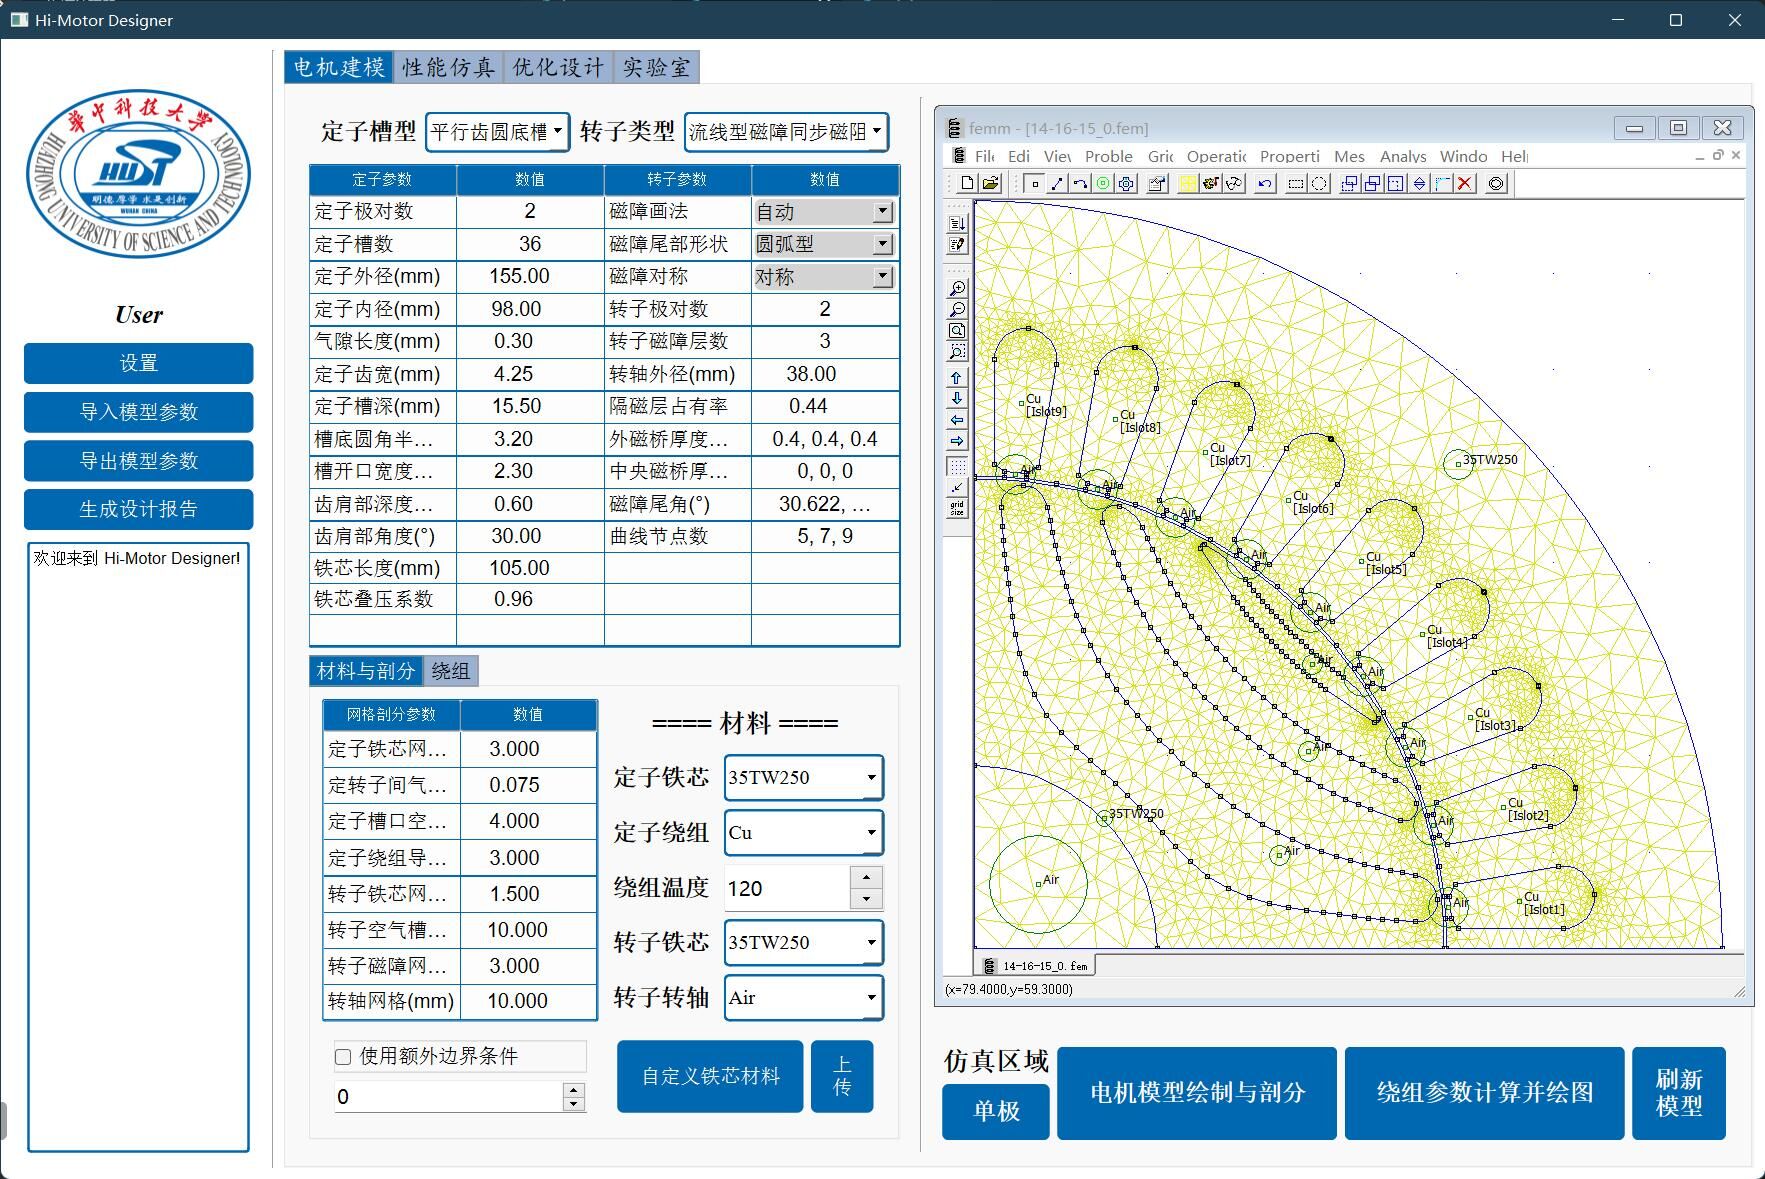 Hi-Motor Designer
華中科技大学
HUAZHONG UNIVERSITY OF SCIENCE AND TECHNOLOGY
HUST
明德厚学 求是创新
WUHAN CHINA
User
设置
导入模型参数
导出模型参数
生成设计报告
欢迎来到 Hi-Motor Designer!
电机建模 性能仿真 优化设计 实验室
定子槽型 平行齿圆底槽 转子类型 流线型磁障同步磁阻
定子参数 数值 转子参数 数值
定子极对数 2 磁障画法 自动
定子槽数 36 磁障尾部形状 圆弧型
定子外径(mm) 155.00 磁障对称 对称
定子内径(mm) 98.00 转子极对数 2
气隙长度(mm) 0.30 转子磁障层数 3
定子齿宽(mm) 4.25 转轴外径(mm) 38.00
定子槽深(mm) 15.50 隔磁层占有率 0.44
槽底圆角半... 3.20 外磁桥厚度... 0.4, 0.4, 0.4
槽开口宽度... 2.30 中央磁桥厚... 0, 0, 0
齿肩部深度... 0.60 磁障尾角(°) 30.622, ...
齿肩部角度(°) 30.00 曲线节点数 5, 7, 9
铁芯长度(mm) 105.00
铁芯叠压系数 0.96
材料与剖分 绕组
网格剖分参数 数值
定子铁芯网... 3.000
定转子间气... 0.075
定子槽口空... 4.000
定子绕组导... 3.000
转子铁芯网... 1.500
转子空气槽... 10.000
转子磁障网... 3.000
转轴网格(mm) 10.000
使用额外边界条件
0
==== 材料 ====
定子铁芯 35TW250
定子绕组 Cu
绕组温度 120
转子铁芯 35TW250
转子转轴 Air
自定义铁芯材料
上传
femm - [14-16-15_0.fem]
Fil Edi Viev Proble Gric Operatic Properti Mes Analys Windo Hel
grid
size
Cu
[Islot9]
Cu
[Islot8]
Cu
[Islot7]
35TW250
Air
Air
Cu
[Islot6]
Air
Air
Cu
[Islot5]
Air
Cu
[Islot4]
Air
Air
Cu
[Islot3]
Air
Air
Cu
[Islot2]
35TW250
Air
Air
Air
Cu
[Islot1]
Air
14-16-15_0.fem
(x=79.4000,y=59.3000)
仿真区域
单极
电机模型绘制与剖分
绕组参数计算并绘图
刷新
模型